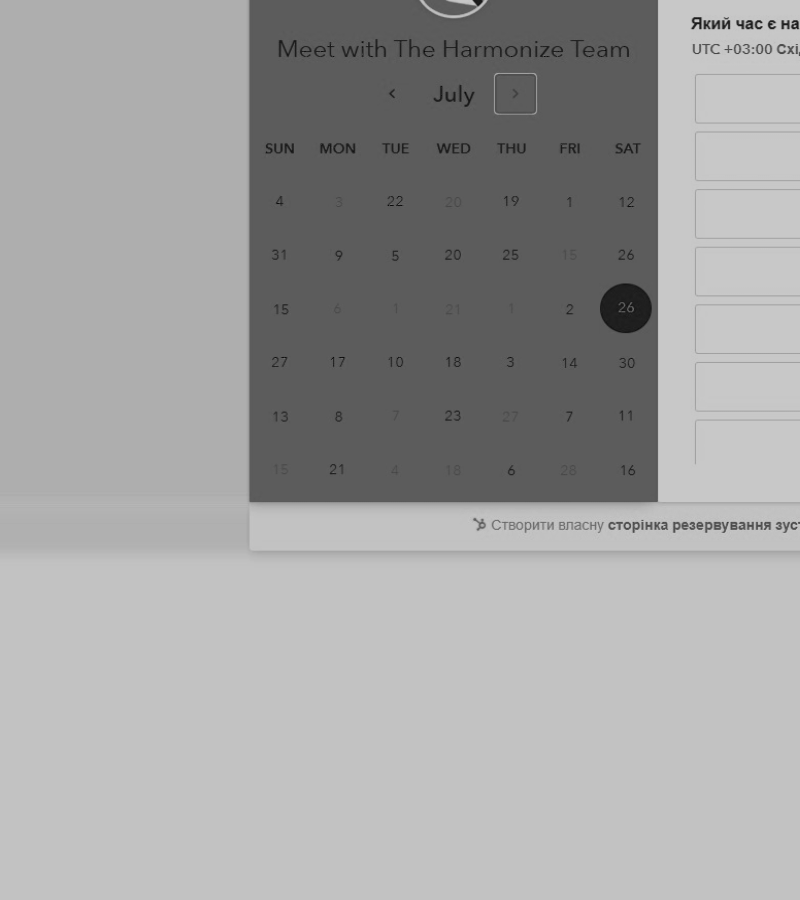 Meet with The Harmonize Team
July
SUN MON TUE WED THU FRI SAT
4 3 22 20 19 1 12
31 9 5 20 25 15 26
15 6 1 21 1 2 26
27 17 10 18 3 14 30
13 8 7 23 27 7 11
15 21 4 18 6 28 16
Який час є на
UTC +03:00 Схі
Створити власну сторінка резервування зуст